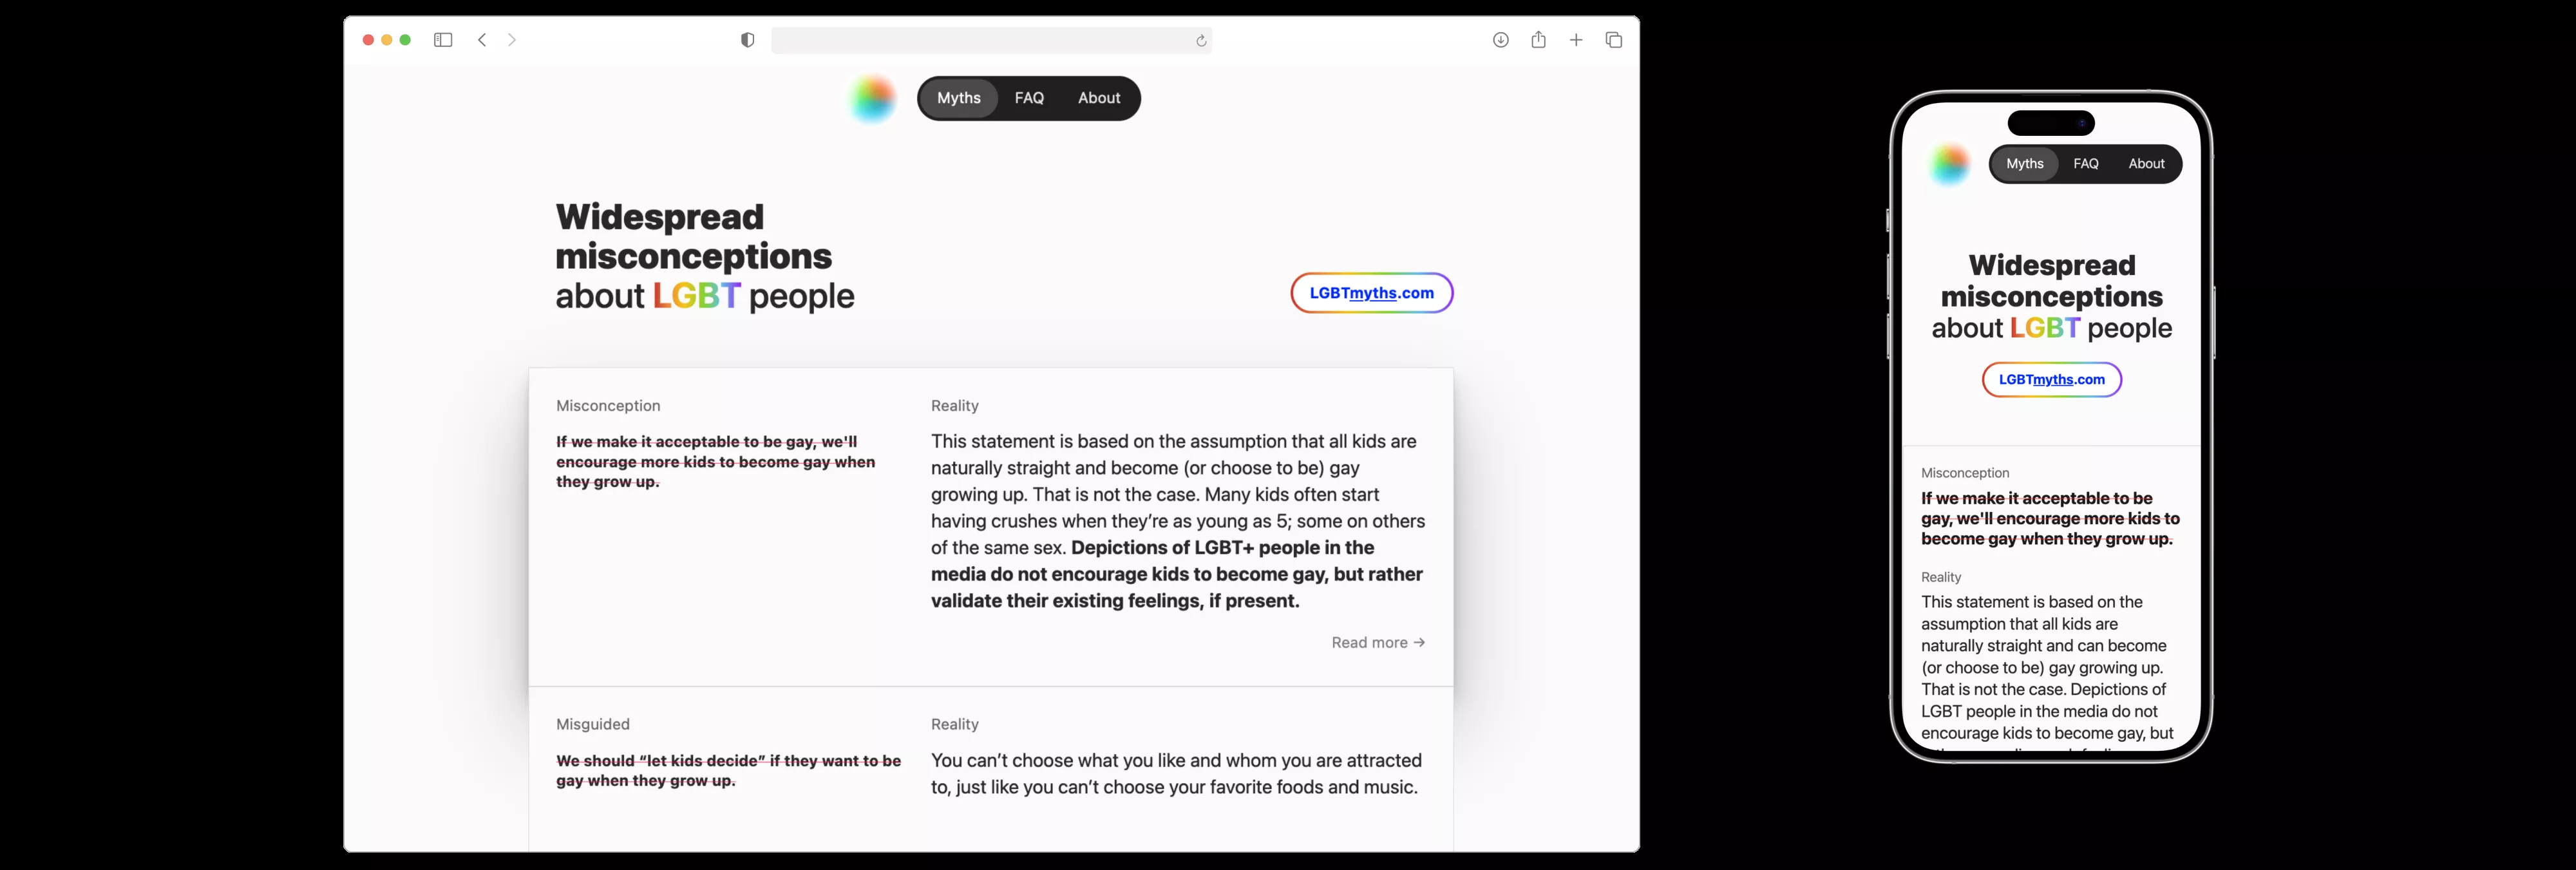 Myths FAQ About
Widespread
misconceptions
about LGBT people
LGBTmyths.com
Misconception
If we make it acceptable to be gay, we'll
encourage more kids to become gay when
they grow up.
Reality
This statement is based on the assumption that all kids are
naturally straight and become (or choose to be) gay
growing up. That is not the case. Many kids often start
having crushes when they’re as young as 5; some on others
of the same sex. Depictions of LGBT+ people in the
media do not encourage kids to become gay, but rather
validate their existing feelings, if present.
Read more →
Misguided
We should “let kids decide” if they want to be
gay when they grow up.
Reality
You can’t choose what you like and whom you are attracted
to, just like you can’t choose your favorite foods and music.
Myths FAQ About
Widespread
misconceptions
about LGBT people
LGBTmyths.com
Misconception
If we make it acceptable to be
gay, we'll encourage more kids to
become gay when they grow up.
Reality
This statement is based on the
assumption that all kids are
naturally straight and can become
(or choose to be) gay growing up.
That is not the case. Depictions of
LGBT people in the media do not
encourage kids to become gay, but